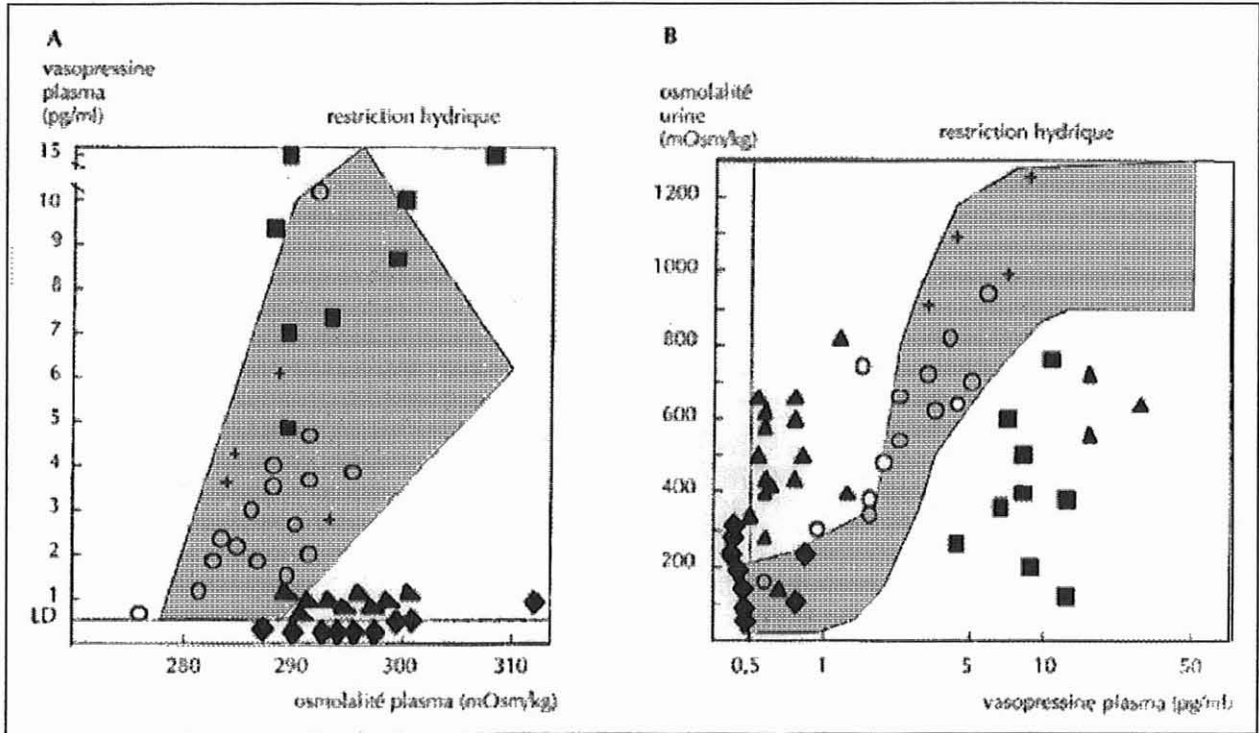 A
vasopressine
plasma
(pg/ml)
restriction hydrique
15
10
9
8
7
6
5
4
3
2
1
LD
280 290 300 310
osmolalité plasma (mOsm/kg)
B
osmolalité
urine
(mOsm/kg)
restriction hydrique
1200
1000
800
600
400
200
0,5 1 5 10 50
vasopressine plasma (pg/ml)